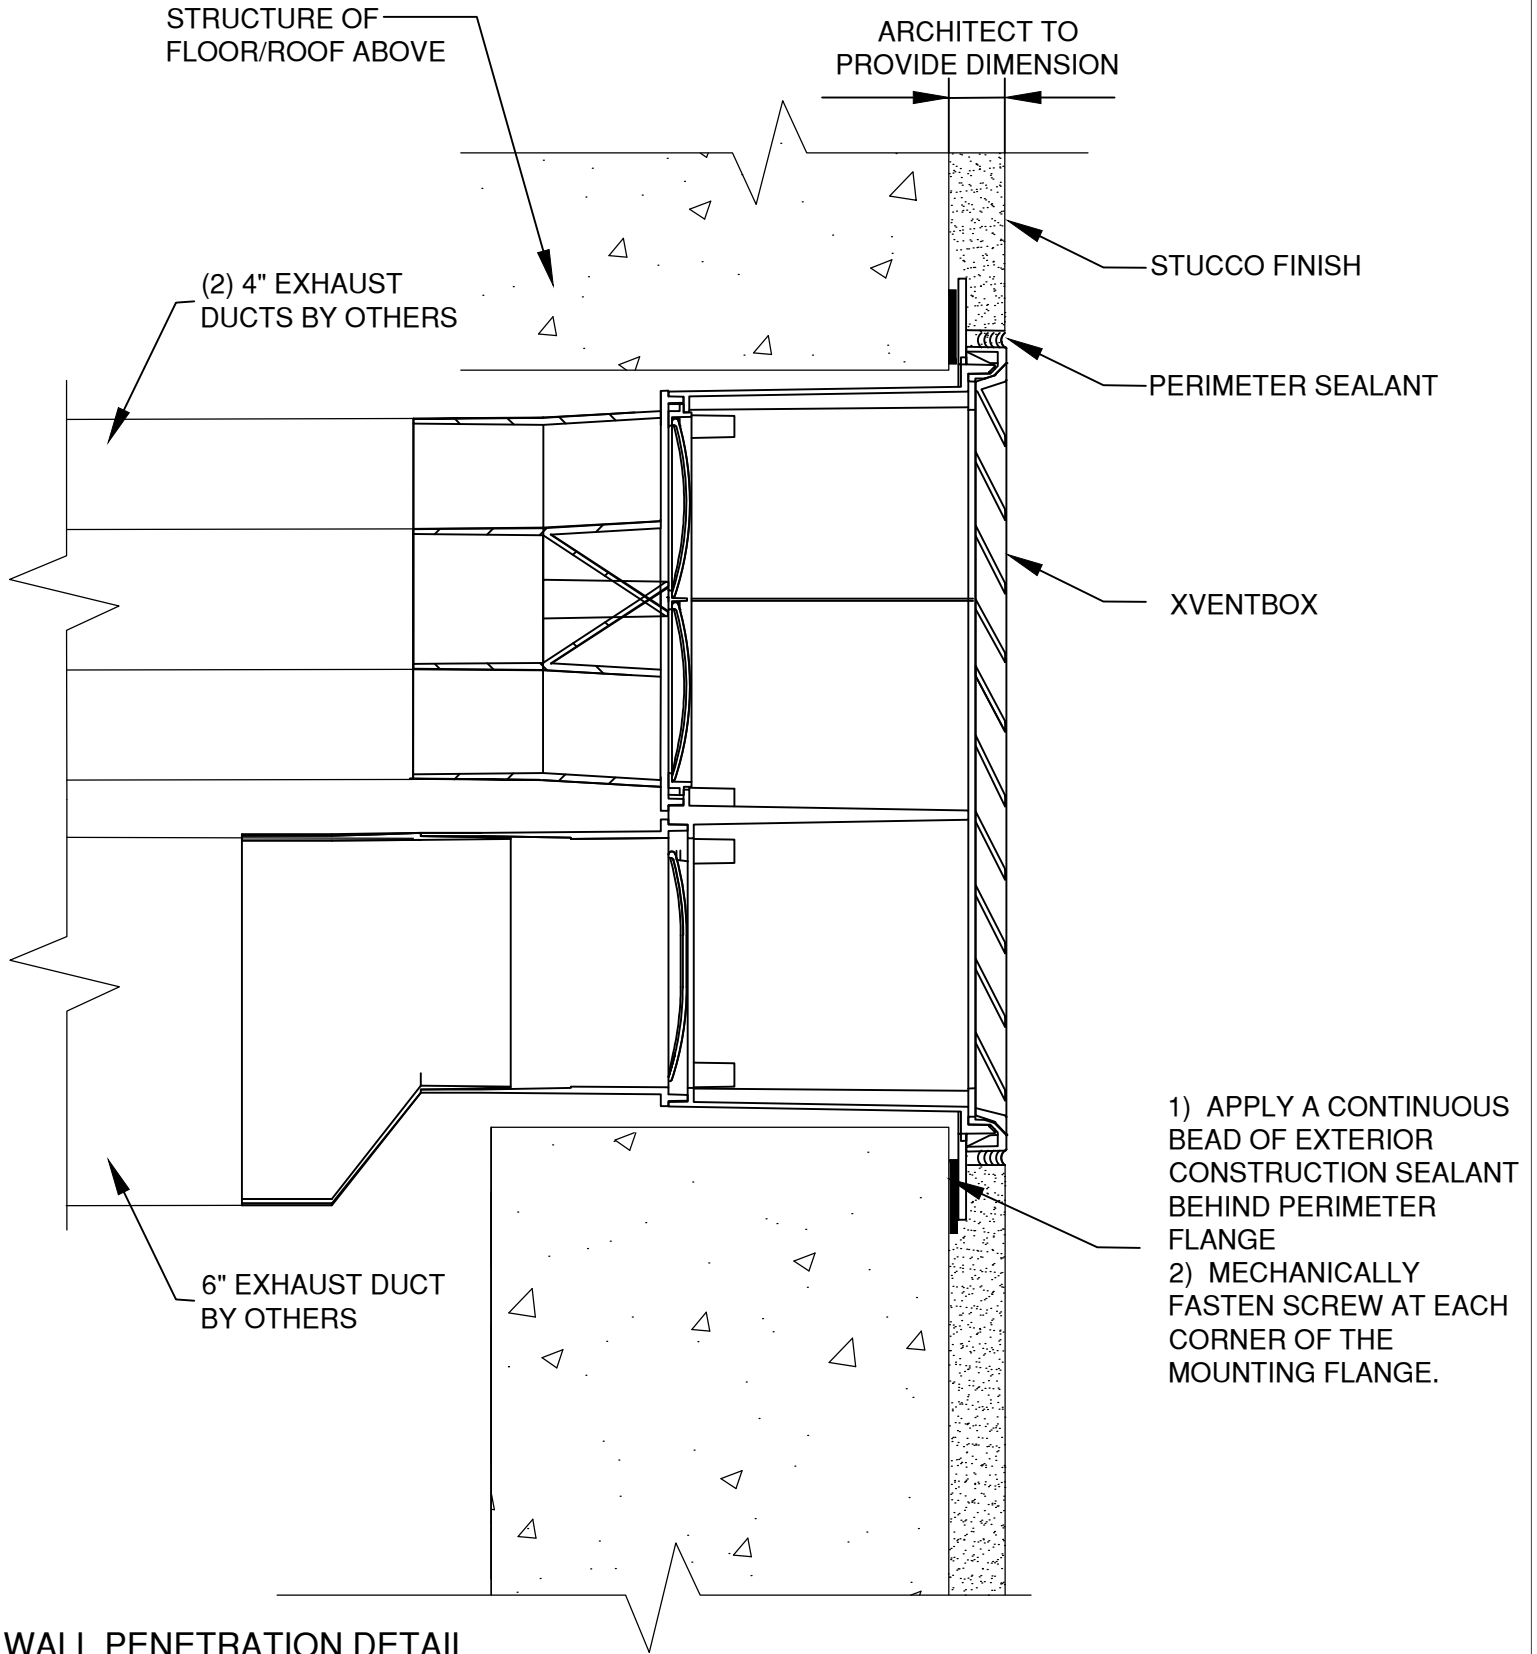 STRUCTURE OF
FLOOR/ROOF ABOVE
ARCHITECT TO
PROVIDE DIMENSION
STUCCO FINISH
(2) 4" EXHAUST
DUCTS BY OTHERS
PERIMETER SEALANT
XVENTBOX
1) APPLY A CONTINUOUS
BEAD OF EXTERIOR
CONSTRUCTION SEALANT
BEHIND PERIMETER
FLANGE
2) MECHANICALLY
FASTEN SCREW AT EACH
CORNER OF THE
MOUNTING FLANGE.
6" EXHAUST DUCT
BY OTHERS
WALL PENETRATION DETAIL